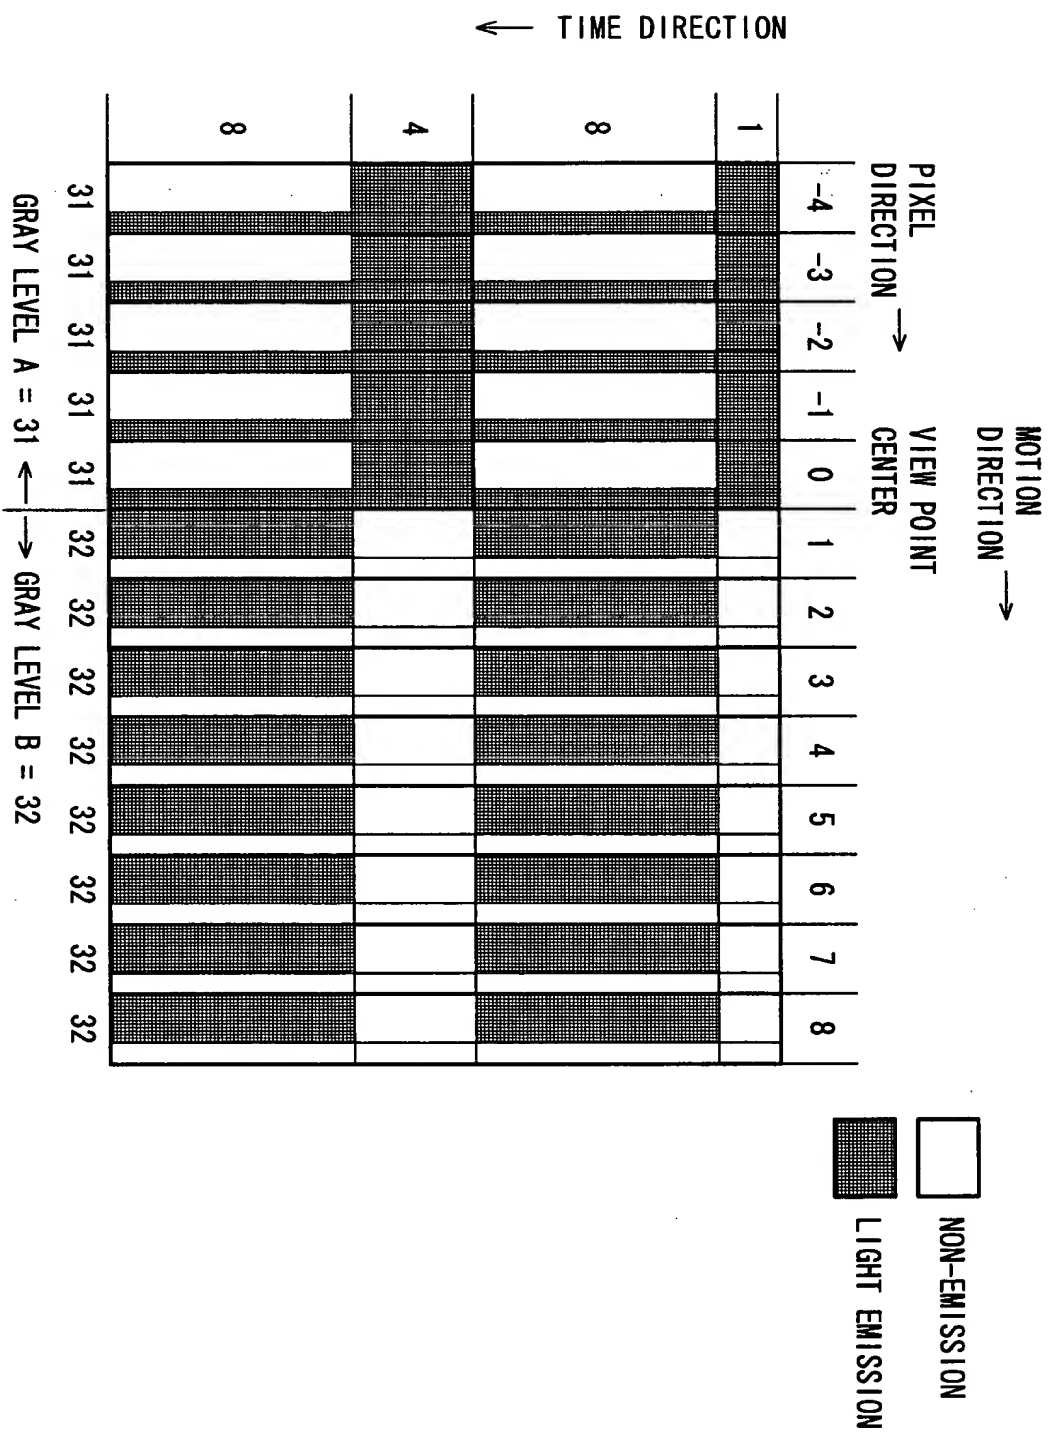 MOTION
DIRECTION →
NON-EMISSION
LIGHT EMISSION
PIXEL
DIRECTION →
VIEW POINT
CENTER
-4 -3 -2 -1 0 1 2 3 4 5 6 7 8
1
8
4
8
← TIME DIRECTION
31 31 31 31 31 32 32 32 32 32 32 32 32
GRAY LEVEL A = 31 ← → GRAY LEVEL B = 32